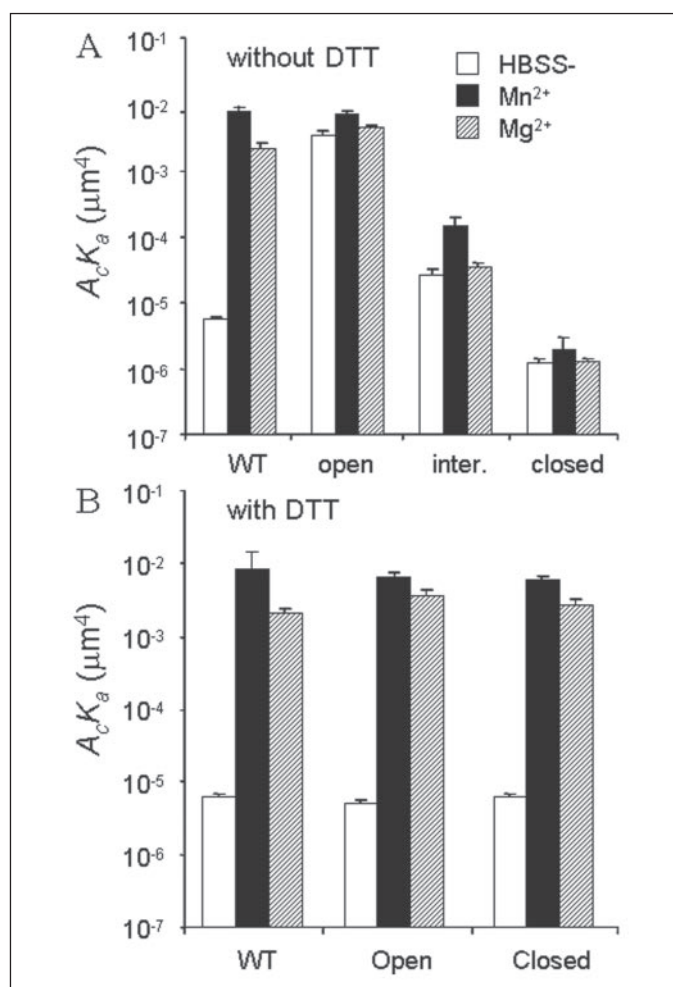 A
without DTT
HBSS-
Mn²⁺
Mg²⁺
AcKa (μm⁴)
10⁻¹
10⁻²
10⁻³
10⁻⁴
10⁻⁵
10⁻⁶
10⁻⁷
WT open inter. closed
B
with DTT
AcKa (μm⁴)
10⁻¹
10⁻²
10⁻³
10⁻⁴
10⁻⁵
10⁻⁶
10⁻⁷
WT Open Closed